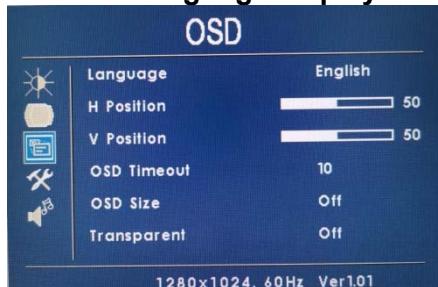 OSD
Language English
H Position 50
V Position 50
OSD Timeout 10
OSD Size Off
Transparent Off
1280x1024, 60Hz Ver1.01